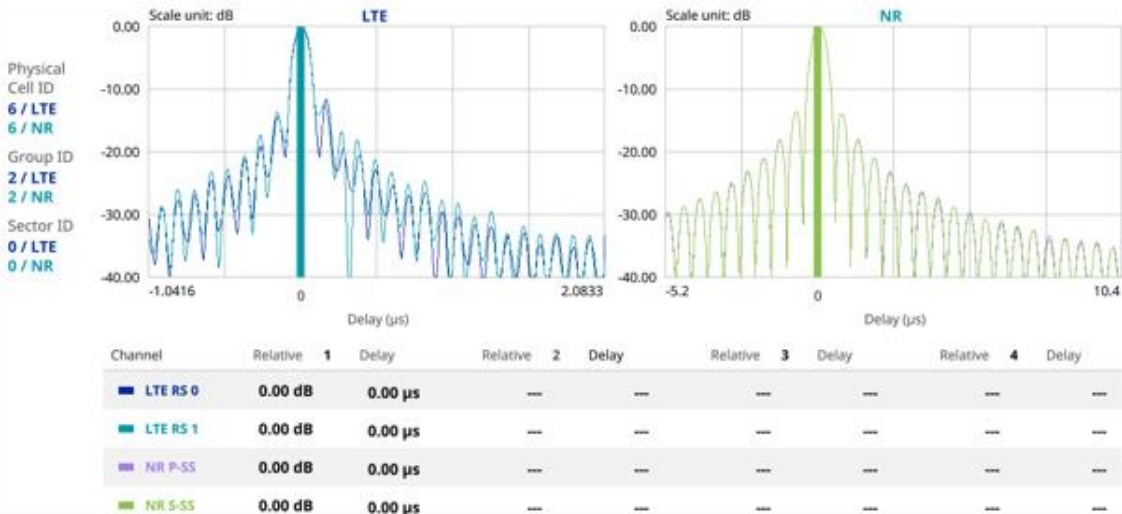 Scale unit: dB LTE
0.00
-10.00
-20.00
-30.00
-40.00
-1.0416 0 2.0833
Delay (µs)
Scale unit: dB NR
0.00
-10.00
-20.00
-30.00
-40.00
-5.2 0 10.4
Delay (µs)
Physical
Cell ID
6 / LTE
6 / NR
Group ID
2 / LTE
2 / NR
Sector ID
0 / LTE
0 / NR
Channel Relative 1 Delay Relative 2 Delay Relative 3 Delay Relative 4 Delay
LTE RS 0 0.00 dB 0.00 µs --- --- --- --- --- ---
LTE RS 1 0.00 dB 0.00 µs --- --- --- --- --- ---
NR P-SS 0.00 dB 0.00 µs --- --- --- --- --- ---
NR S-SS 0.00 dB 0.00 µs --- --- --- --- --- ---